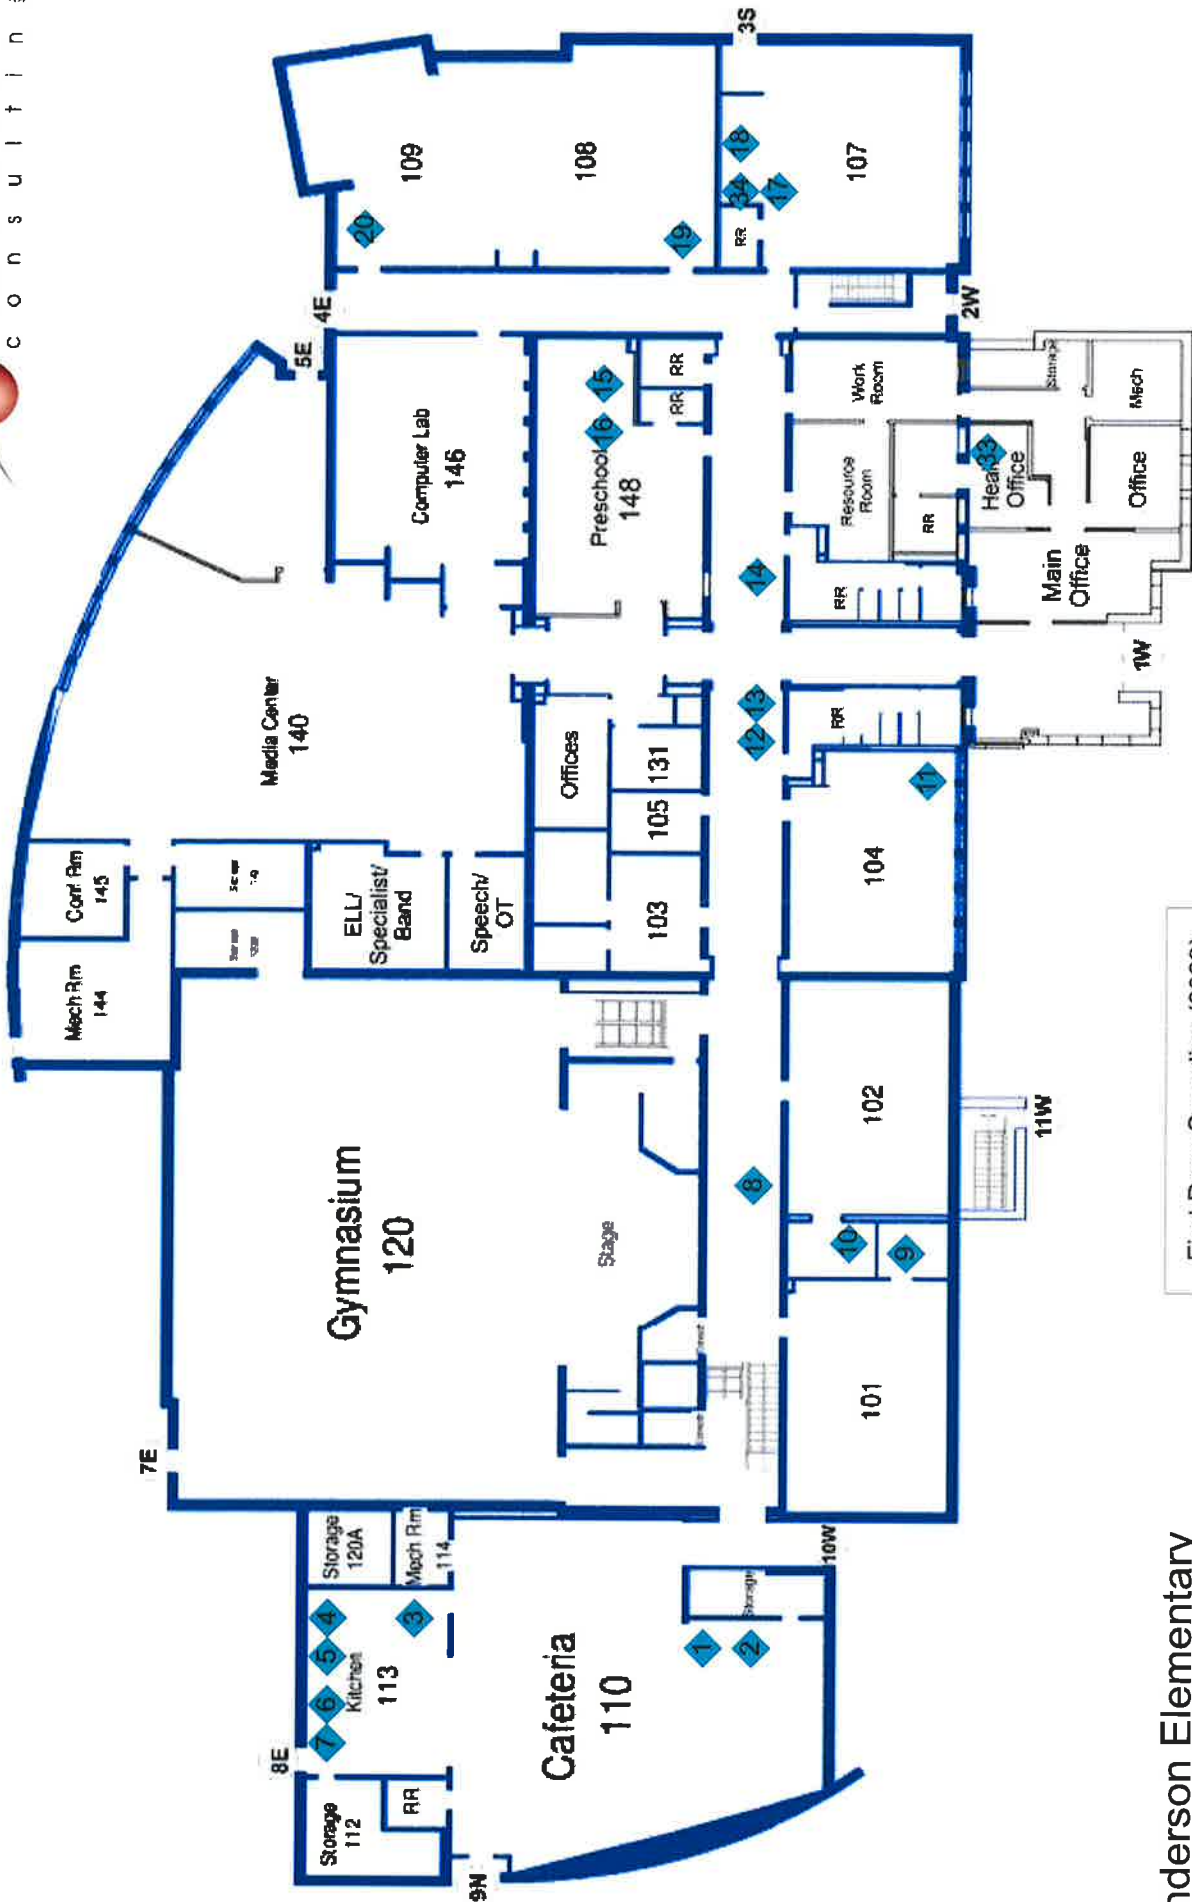 consulting
3S
109
108
18
34
17
107
20
19
RR
4E
5E
2W
Computer Lab
146
15
16
RR
RR
Preschool
148
Work
Room
Resource
Room
RR
Storage
Mech
33
Office
Office
14
RR
Main
Office
1W
Media Center
140
Offices
131
105
103
12
13
RR
11
104
Conf Rm
145
Mech Rm
144
ELL/
Specialist/
Band
Speech/
OT
Gymnasium
120
Stage
8
102
11W
10
9
101
7E
Storage
120A
Mech Rm
114
10W
Storage
4
5
6
7
3
Kitchen
113
8E
Cafeteria
110
1
2
Storage
112
RR
9N
nderson Elementary